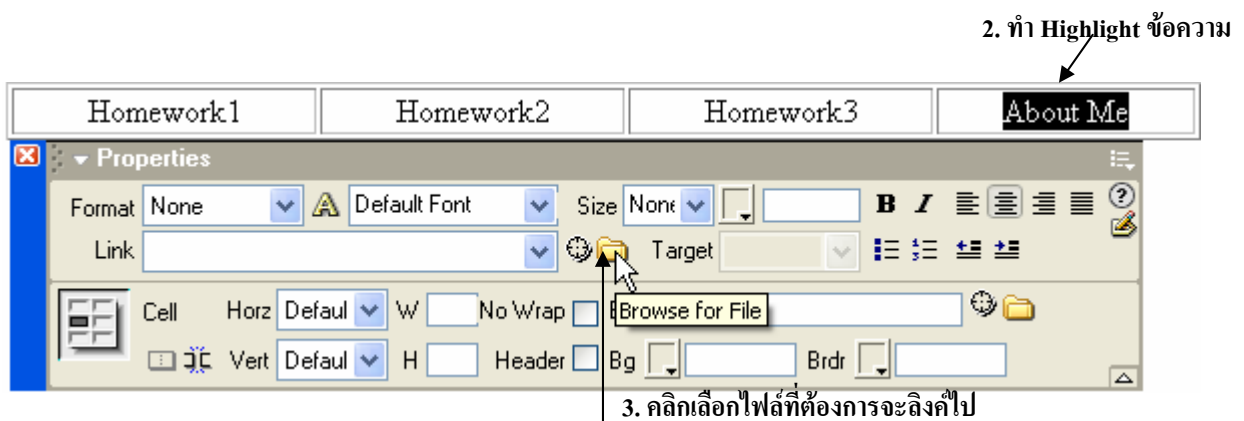 2. ทำ Highlight ข้อความ
Homework1 Homework2 Homework3 About Me
Properties
Format None Default Font Size None
Link Target
Browse for File
Cell Horz Defaul W No Wrap
Vert Defaul H Header Bg Brdr
3. คลิกเลือกไฟล์ที่ต้องการจะลิงค์ไป